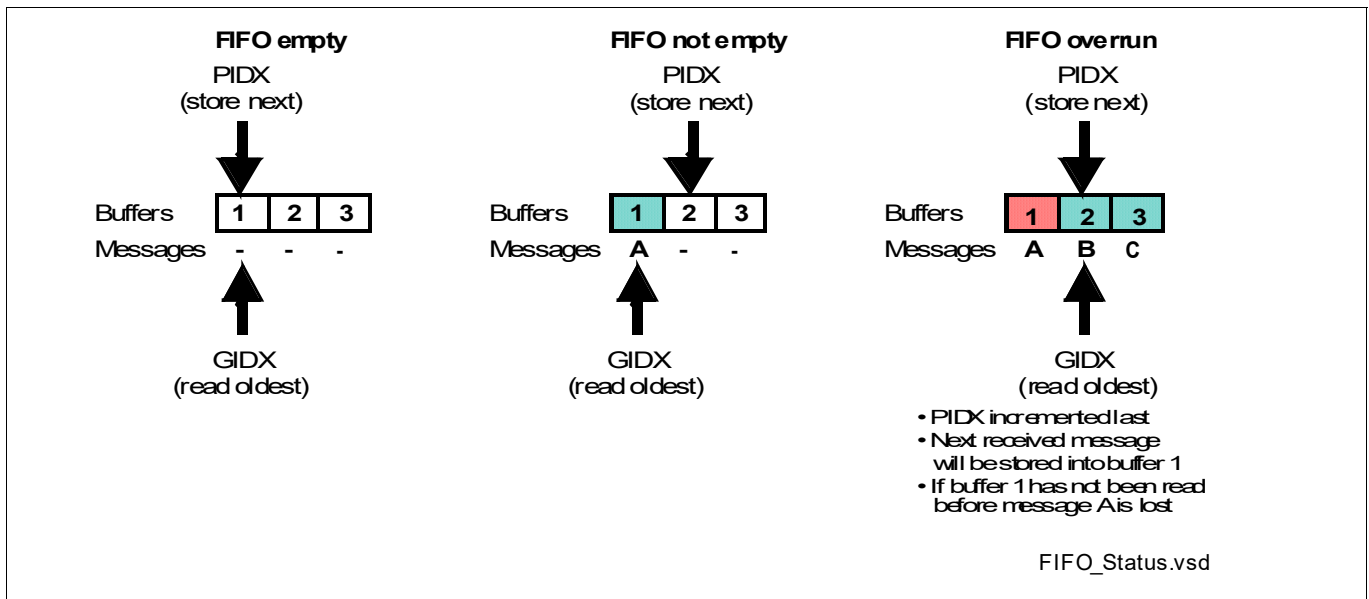 FIFO empty
PIDX
(store next)
Buffers 1 2 3
Messages - - -
GIDX
(read oldest)
FIFO not empty
PIDX
(store next)
Buffers 1 2 3
Messages A - -
GIDX
(read oldest)
FIFO overrun
PIDX
(store next)
Buffers 1 2 3
Messages A B C
GIDX
(read oldest)
• PIDX incremented last
• Next received message
will be stored into buffer 1
• If buffer 1 has not been read
before message A is lost
FIFO_Status.vsd